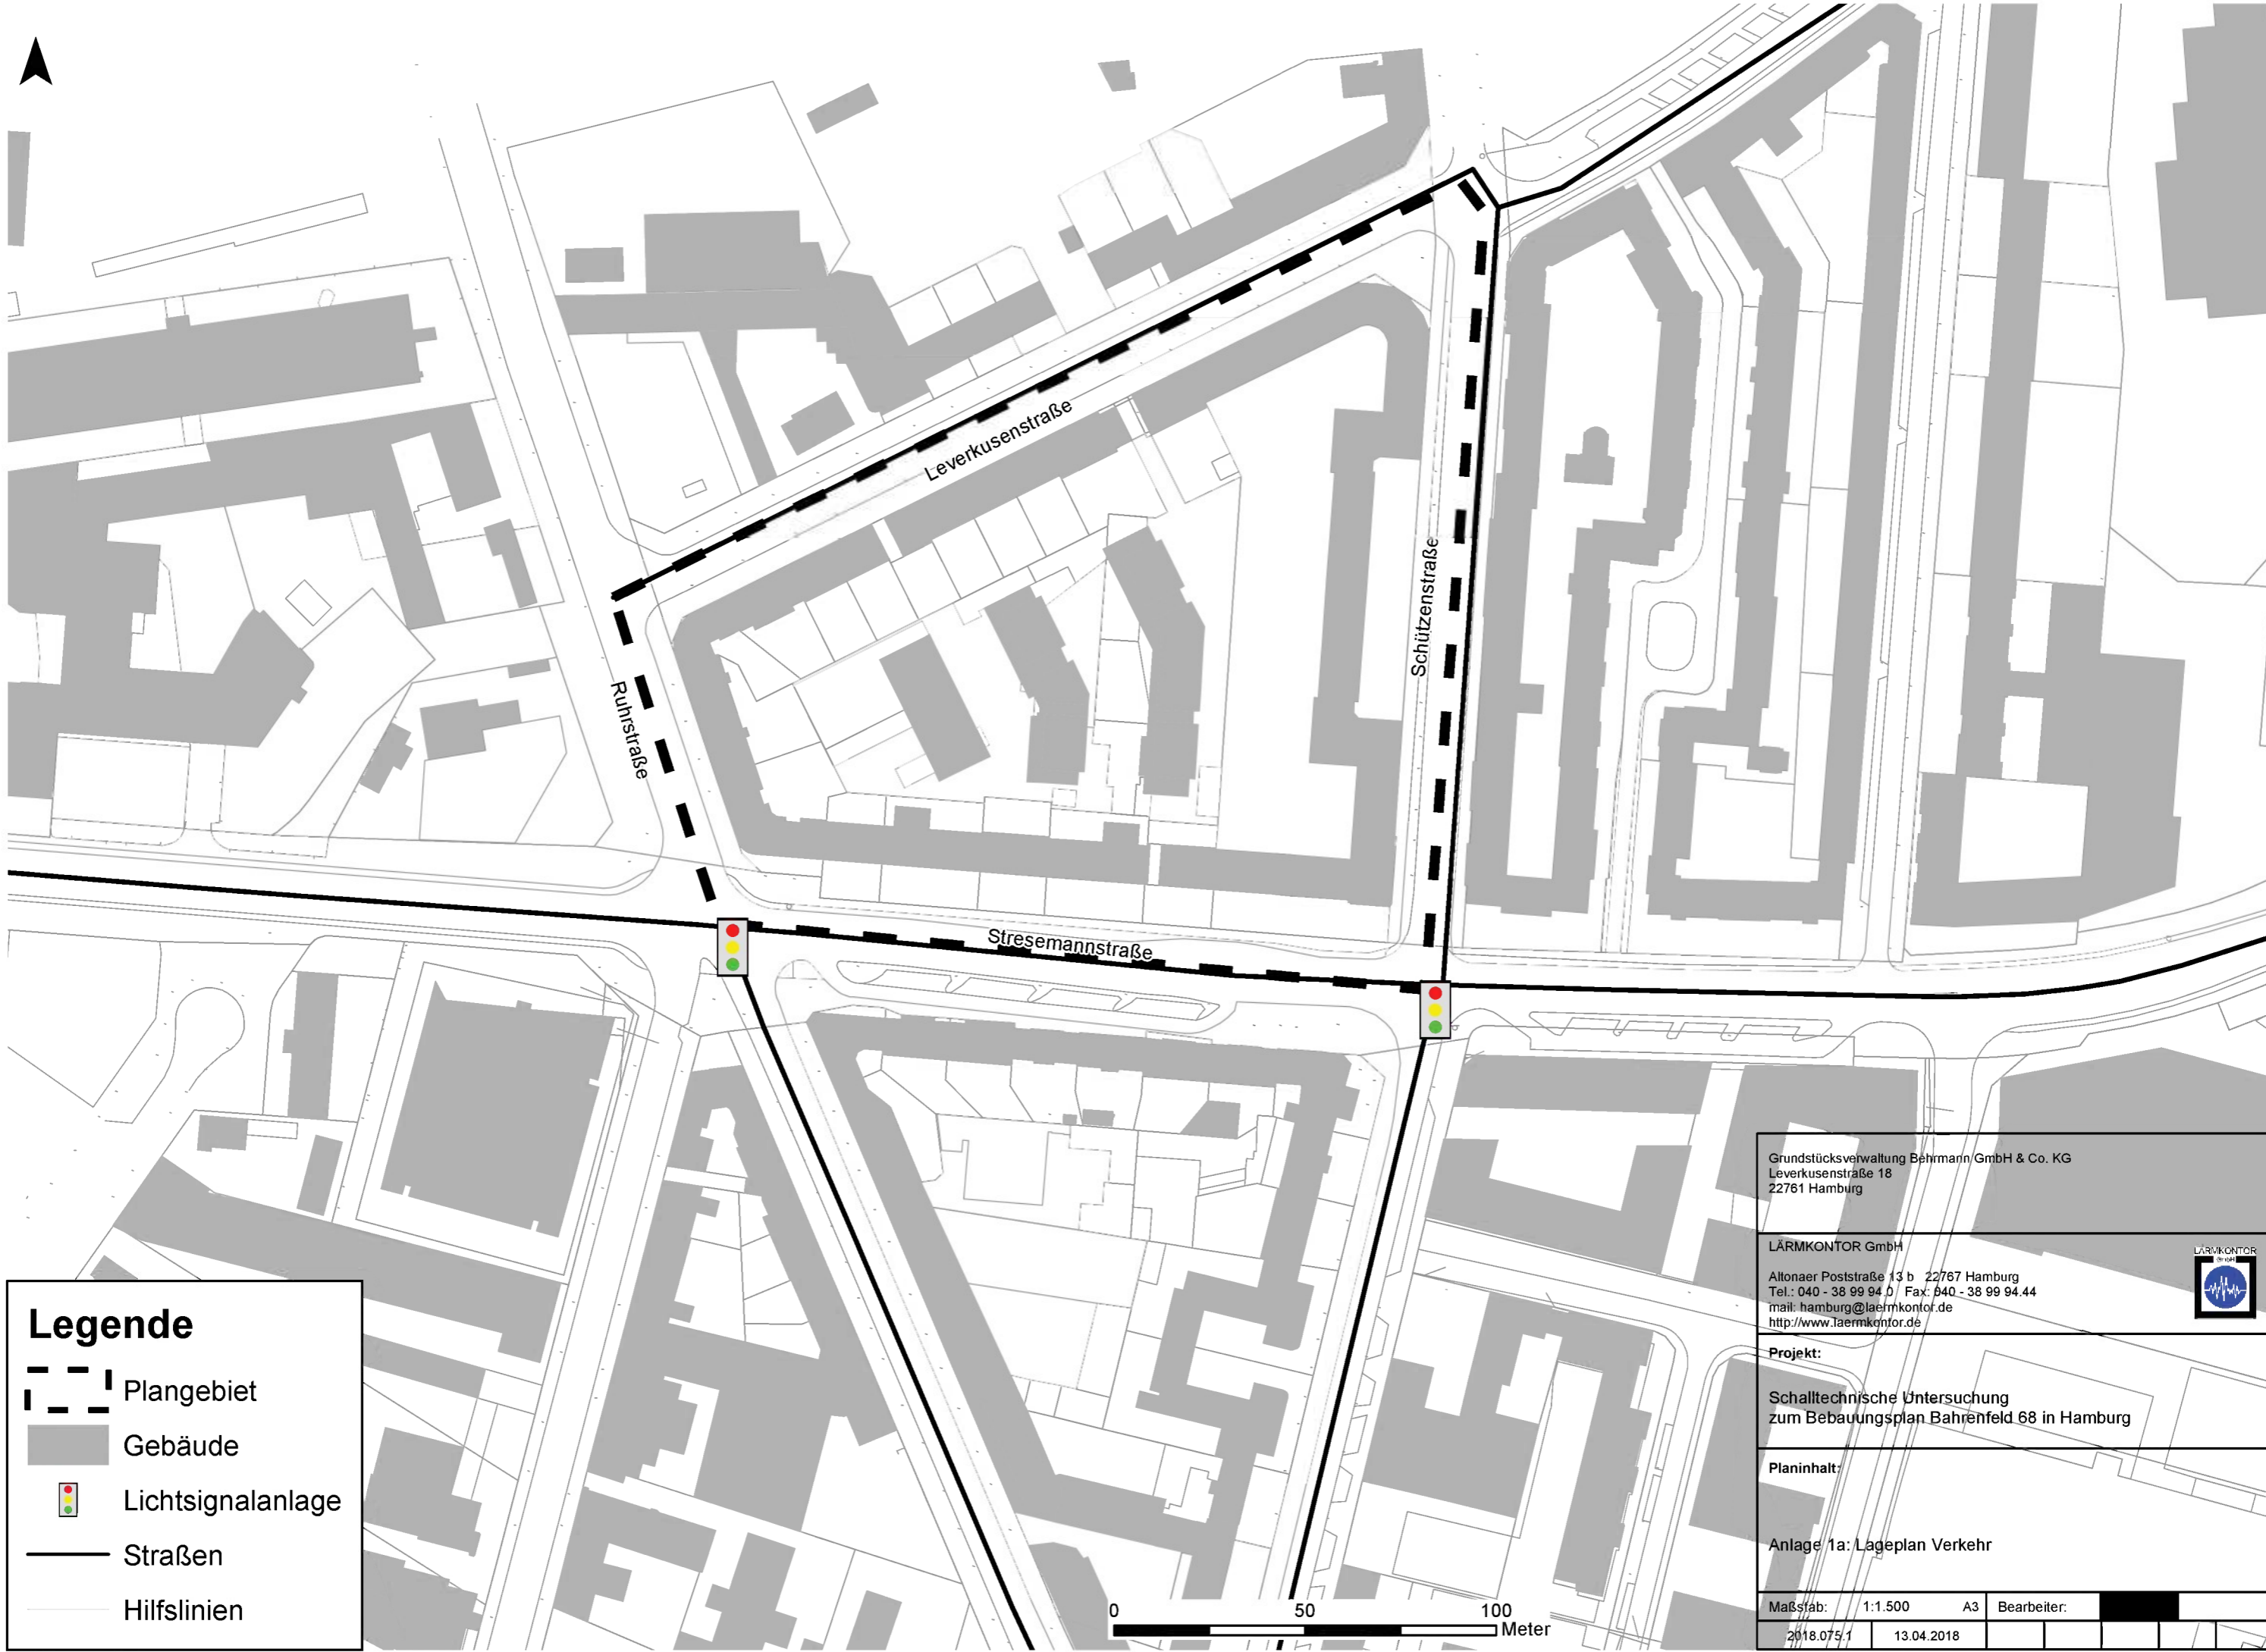 Leverkusenstraße
Schützenstraße
Ruhrstraße
Stresemannstraße
Grundstücksverwaltung Behrmann GmbH & Co. KG
Leverkusenstraße 18
22761 Hamburg
LÄRMKONTOR GmbH
LÄRMKONTOR
GmbH
Altonaer Poststraße 13 b 22767 Hamburg
Tel.: 040 - 38 99 94.0 Fax: 040 - 38 99 94.44
mail: hamburg@laermkontor.de
http://www.laermkontor.de
Projekt:
Schalltechnische Untersuchung
zum Bebauungsplan Bahrenfeld 68 in Hamburg
Planinhalt:
Anlage 1a: Lageplan Verkehr
Maßstab: 1:1.500 A3 Bearbeiter:
2018.075.1 13.04.2018
Legende
Plangebiet
Gebäude
Lichtsignalanlage
Straßen
Hilfslinien
0 50 100
Meter